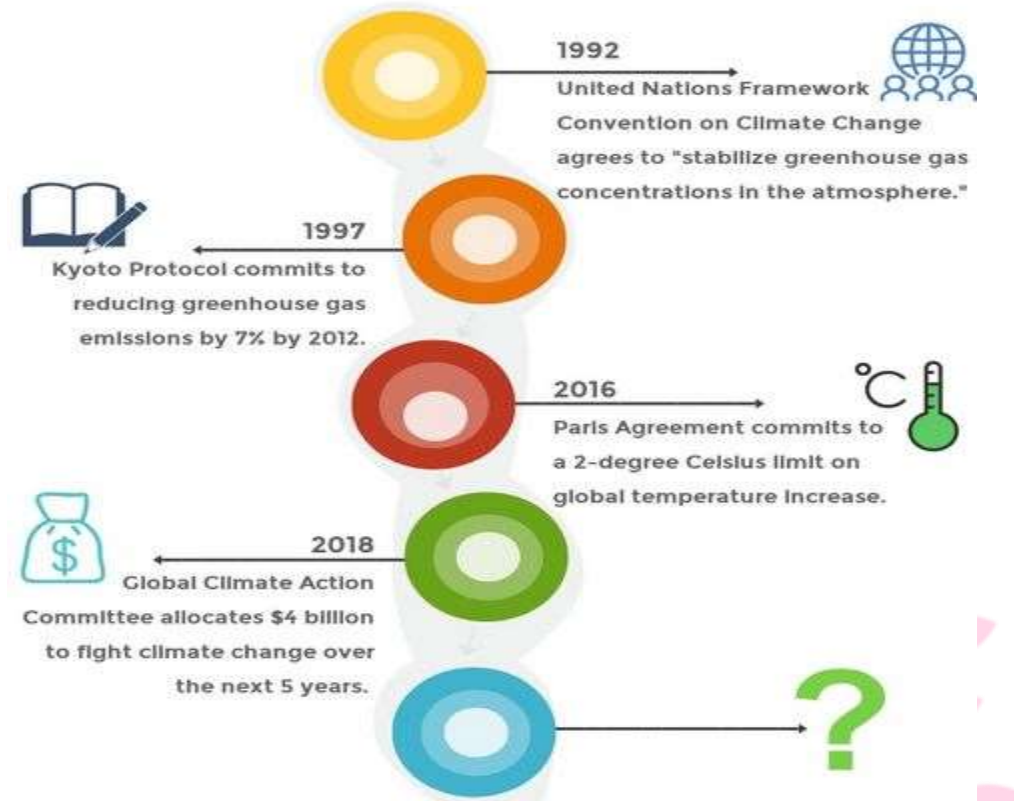 1992
United Nations Framework
Convention on Climate Change
agrees to "stabilize greenhouse gas
concentrations in the atmosphere."
1997
Kyoto Protocol commits to
reducing greenhouse gas
emissions by 7% by 2012.
2016
°C
Paris Agreement commits to
a 2-degree Celsius limit on
global temperature increase.
2018
$
Global Climate Action
Committee allocates $4 billion
to fight climate change over
the next 5 years.
?